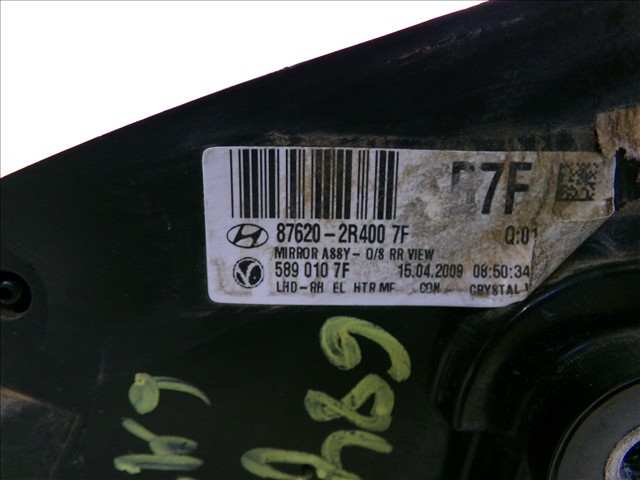 7F
87620-2R400 7F Q:01
MIRROR ASSY- O/S RR VIEW
589 010 7F 15.04.2009 08:50:34
LHD-RH EL HTR MF CON CRYSTAL